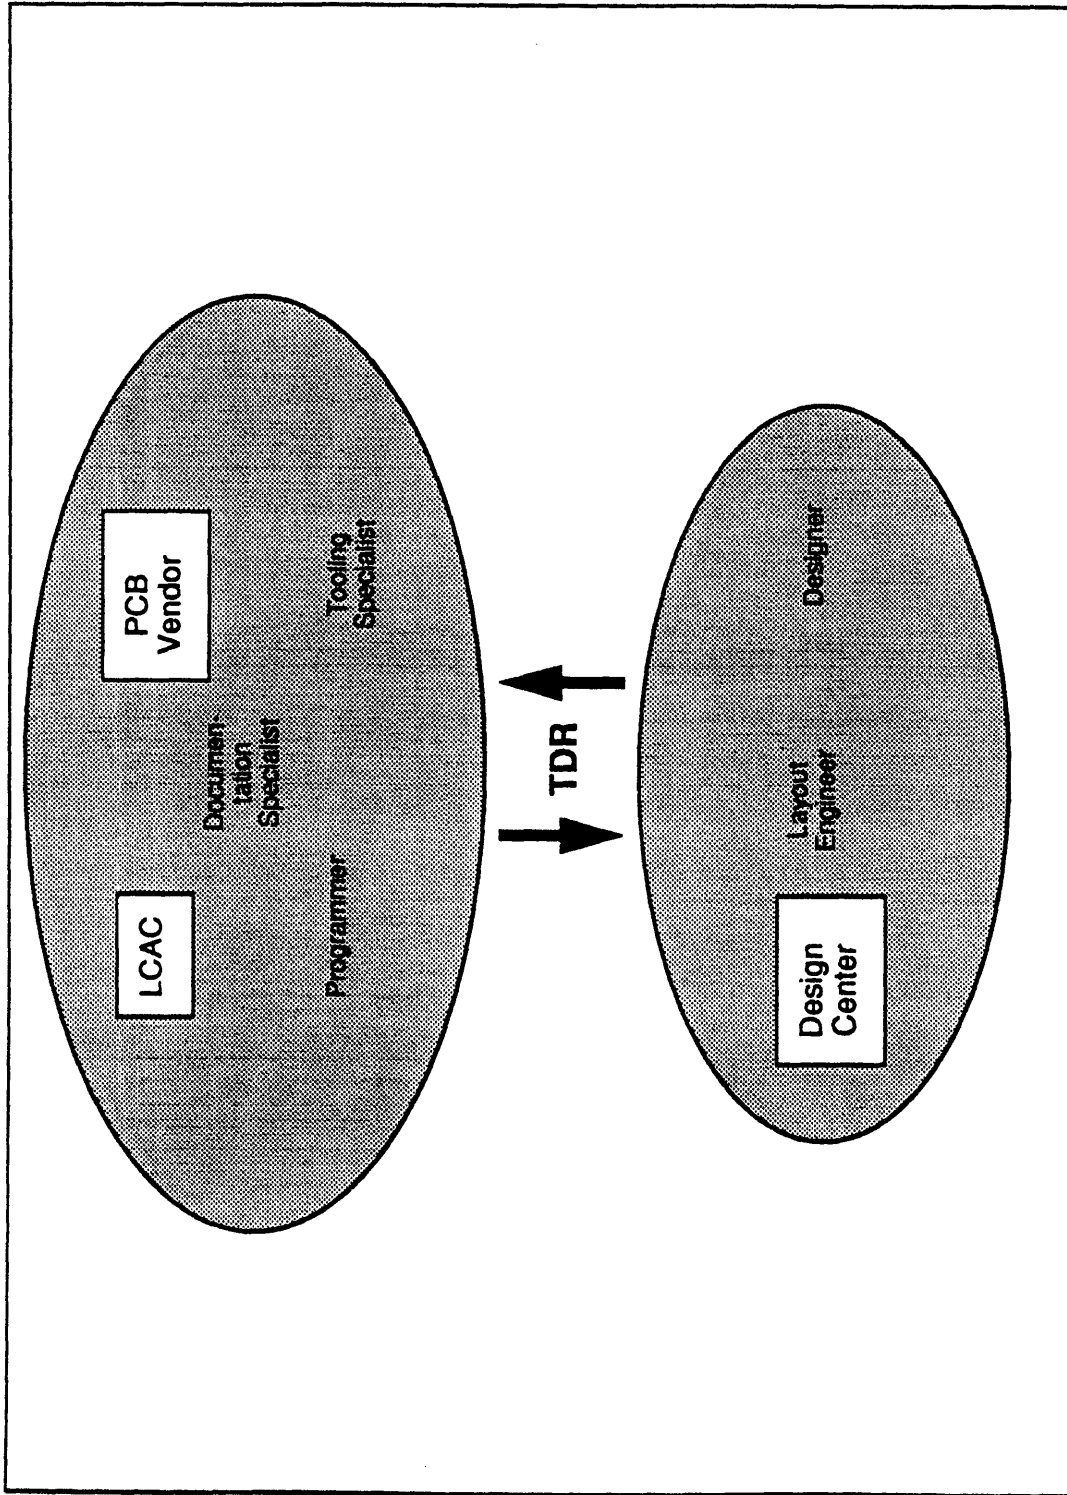 LCAC
PCB
Vendor
Documen-
tation
Specialist
Programmer
Tooling
Specialist
TDR
Design
Center
Layout
Engineer
Designer